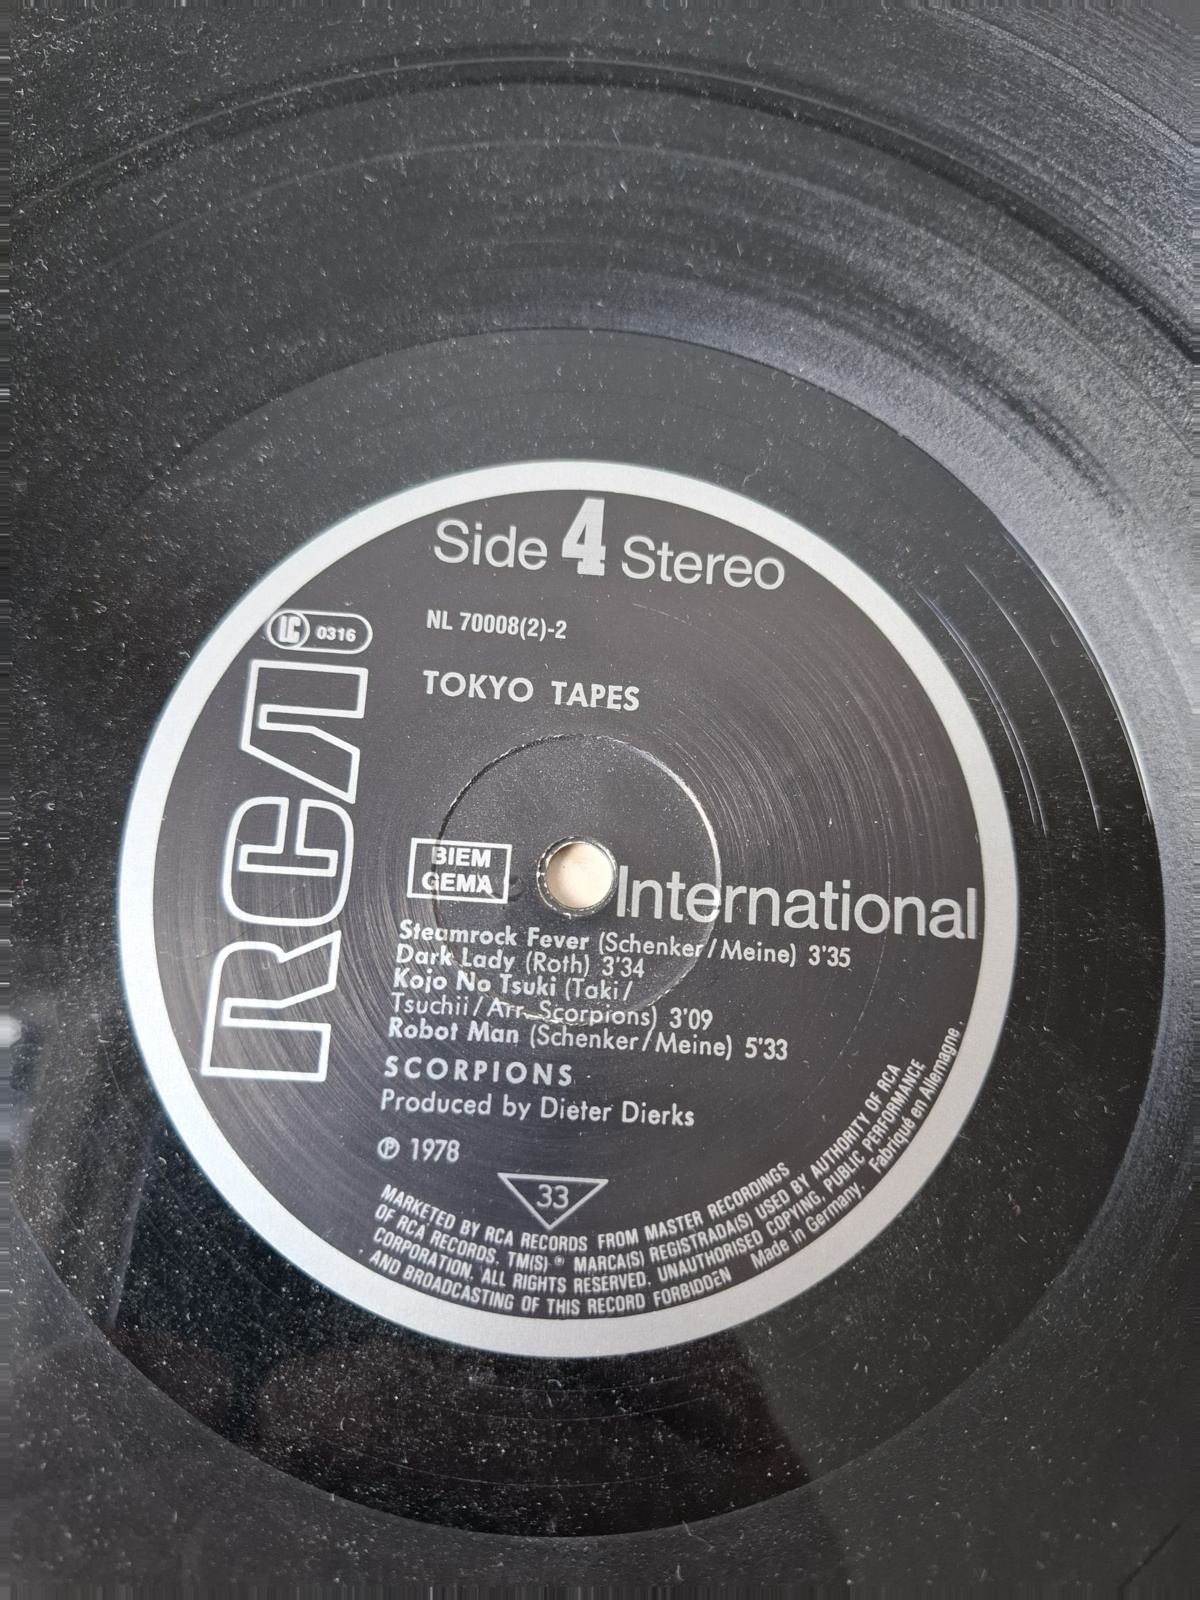 Side 4 Stereo
LC 0316
NL 70008(2)-2
TOKYO TAPES
RCA
BIEM
GEMA
International
Steamrock Fever (Schenker/Meine) 3'35
Dark Lady (Roth) 3'34
Kojo No Tsuki (Taki/
Tsuchii/Arr. Scorpions) 3'09
Robot Man (Schenker/Meine) 5'33
SCORPIONS
Produced by Dieter Dierks
℗ 1978
33
MARKETED BY RCA RECORDS FROM MASTER RECORDINGS
OF RCA RECORDS. TM(S) ® MARCA(S) REGISTRADA(S) USED BY AUTHORITY OF RCA
CORPORATION. ALL RIGHTS RESERVED. UNAUTHORISED COPYING, PUBLIC PERFORMANCE
AND BROADCASTING OF THIS RECORD FORBIDDEN Made in Germany. Fabriqué en Allemagne.